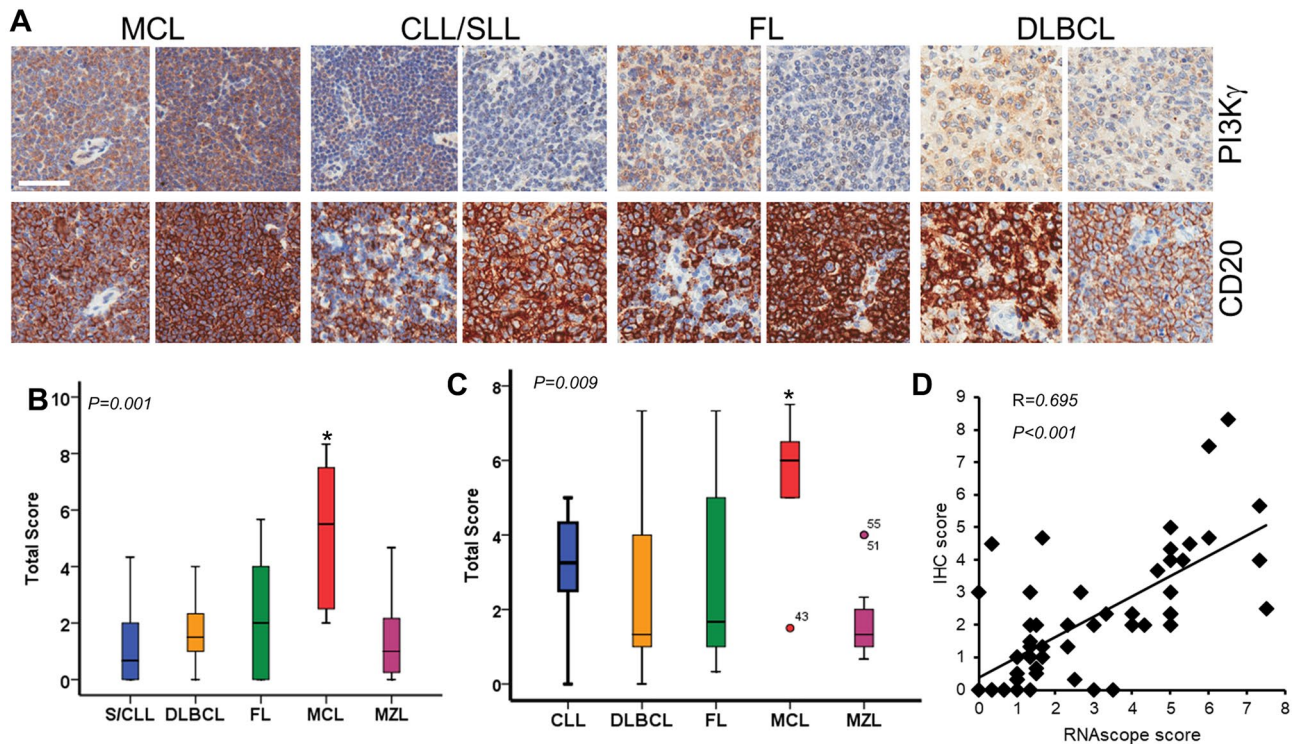 A
MCL
CLL/SLL
FL
DLBCL
PI3Kγ
CD20
B
P=0.001
Total Score
10
8
6
4
2
0
S/CLL
DLBCL
FL
MCL
MZL
*
C
P=0.009
Total Score
8
6
4
2
0
CLL
DLBCL
FL
MCL
MZL
*
43
55
51
D
R=0.695
P<0.001
IHC score
9
8
7
6
5
4
3
2
1
0
0
1
2
3
4
5
6
7
8
RNAscope score